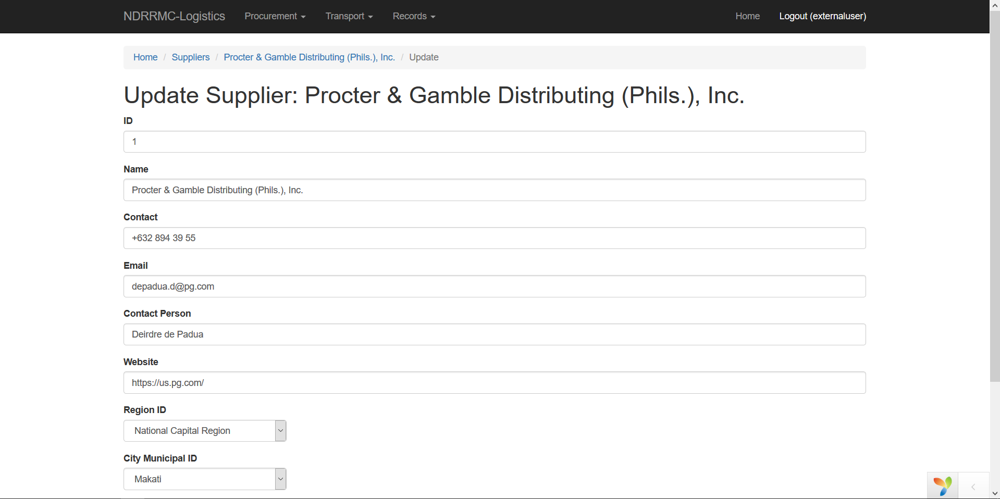 NDRRMC-Logistics Procurement Transport Records Home Logout (externaluser)
Home / Suppliers / Procter & Gamble Distributing (Phils.), Inc. / Update
Update Supplier: Procter & Gamble Distributing (Phils.), Inc.
ID
1
Name
Procter & Gamble Distributing (Phils.), Inc.
Contact
+632 894 39 55
Email
depadua.d@pg.com
Contact Person
Deirdre de Padua
Website
https://us.pg.com/
Region ID
National Capital Region
City Municipal ID
Makati